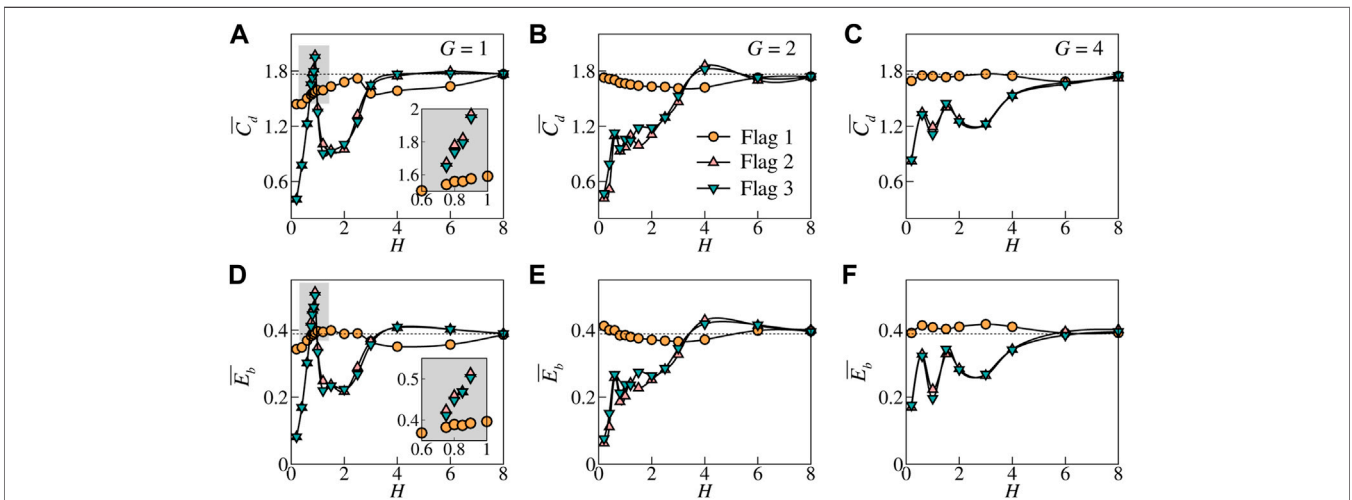 A
G = 1
1.8
1.2
0.6
C̅d
0 2 4 6 8
H
2
1.8
1.6
0.6 0.8 1
B
G = 2
1.8
1.2
0.6
C̅d
Flag 1
Flag 2
Flag 3
0 2 4 6 8
H
C
G = 4
1.8
1.2
0.6
C̅d
0 2 4 6 8
H
D
0.4
0.2
0
E̅b
0 2 4 6 8
H
0.5
0.4
0.6 0.8 1
E
0.4
0.2
0
E̅b
2 4 6 8
H
F
0.4
0.2
0
E̅b
2 4 6 8
H